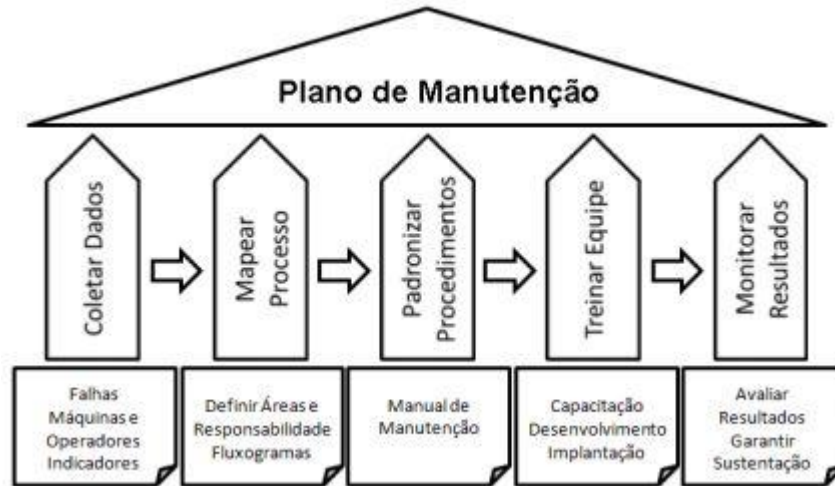 Plano de Manutenção
Coletar Dados
Mapear
Processo
Padronizar
Procedimentos
Treinar Equipe
Monitorar
Resultados
Falhas
Máquinas e
Operadores
Indicadores
Definir Áreas e
Responsabilidade
Fluxogramas
Manual de
Manutenção
Capacitação
Desenvolvimento
Implantação
Avaliar
Resultados
Garantir
Sustentação